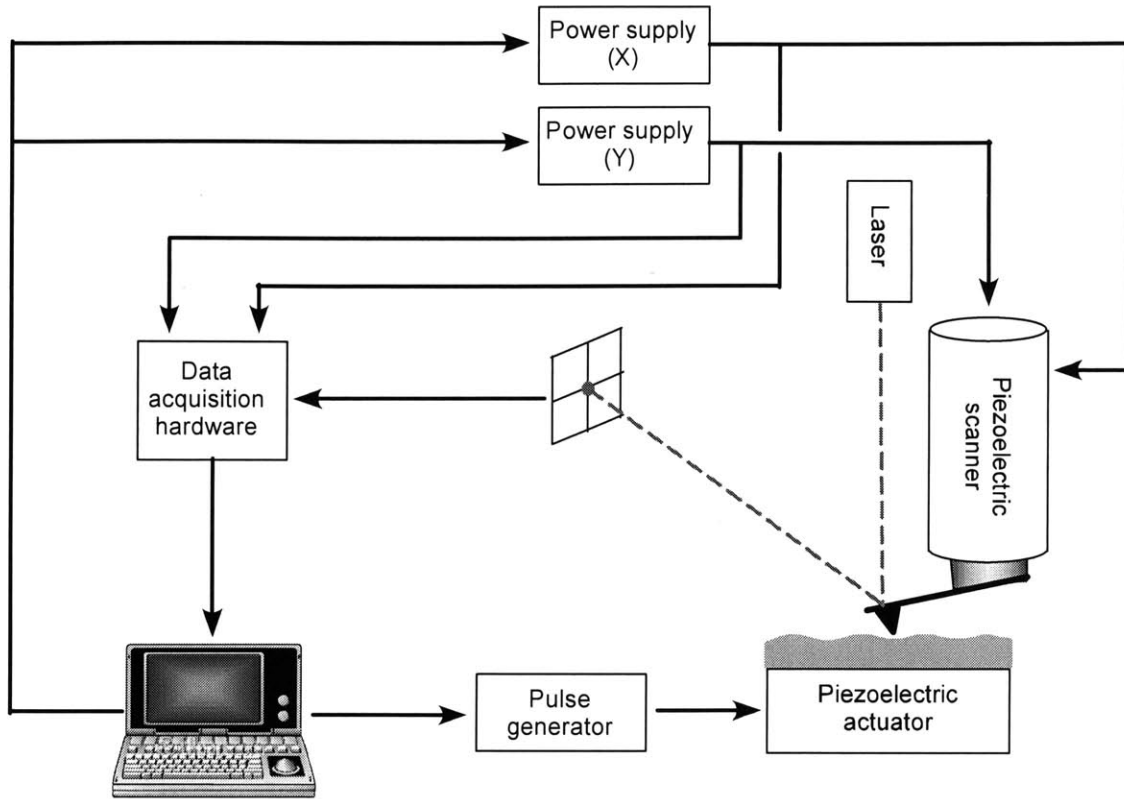 Power supply
(X)
Power supply
(Y)
Laser
Data
acquisition
hardware
Piezoelectric
scanner
Pulse
generator
Piezoelectric
actuator